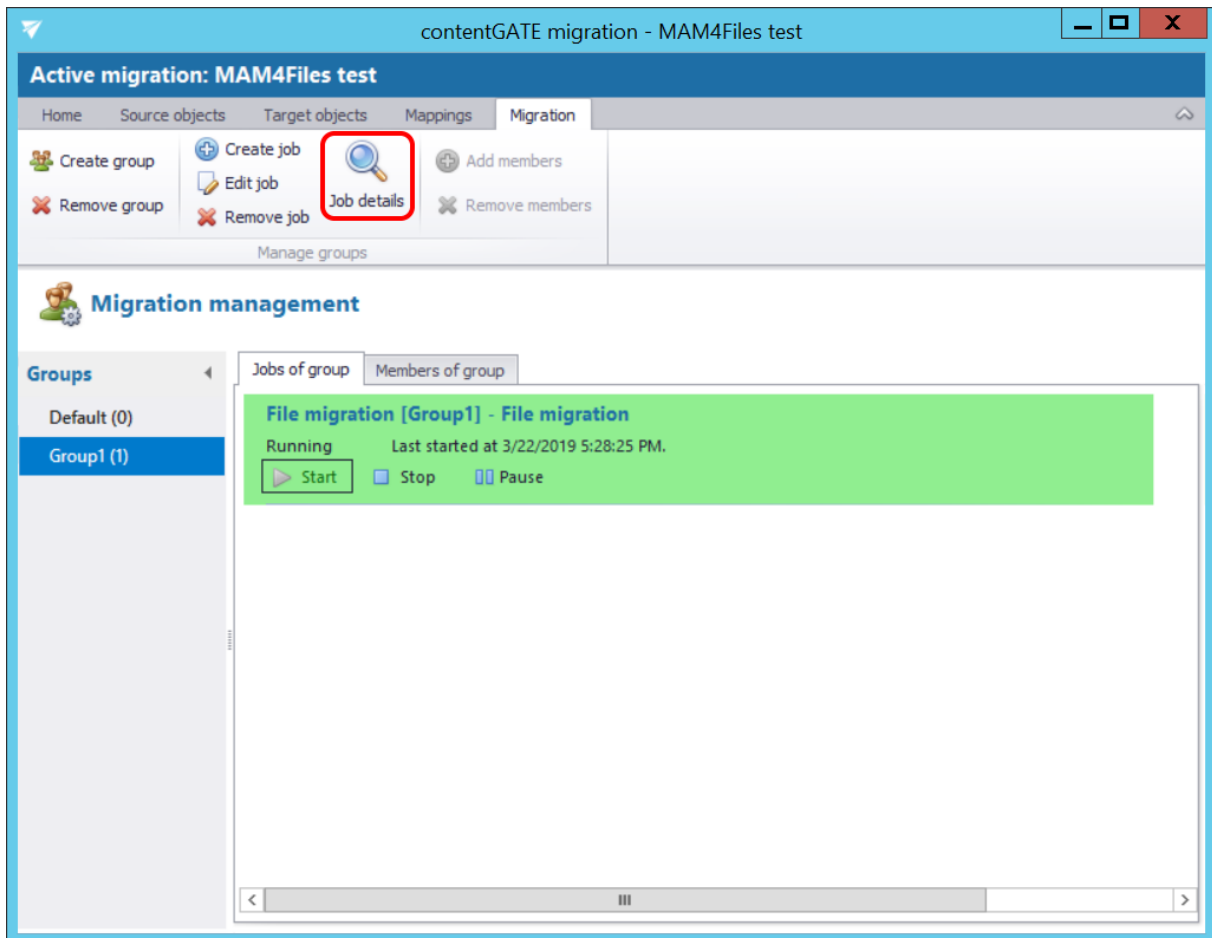 contentGATE migration - MAM4Files test
X
Active migration: MAM4Files test
Home Source objects Target objects Mappings Migration
Create group
Remove group
Create job
Edit job
Remove job
Job details
Add members
Remove members
Manage groups
Migration management
Groups
Default (0)
Group1 (1)
Jobs of group Members of group
File migration [Group1] - File migration
Running Last started at 3/22/2019 5:28:25 PM.
Start Stop Pause